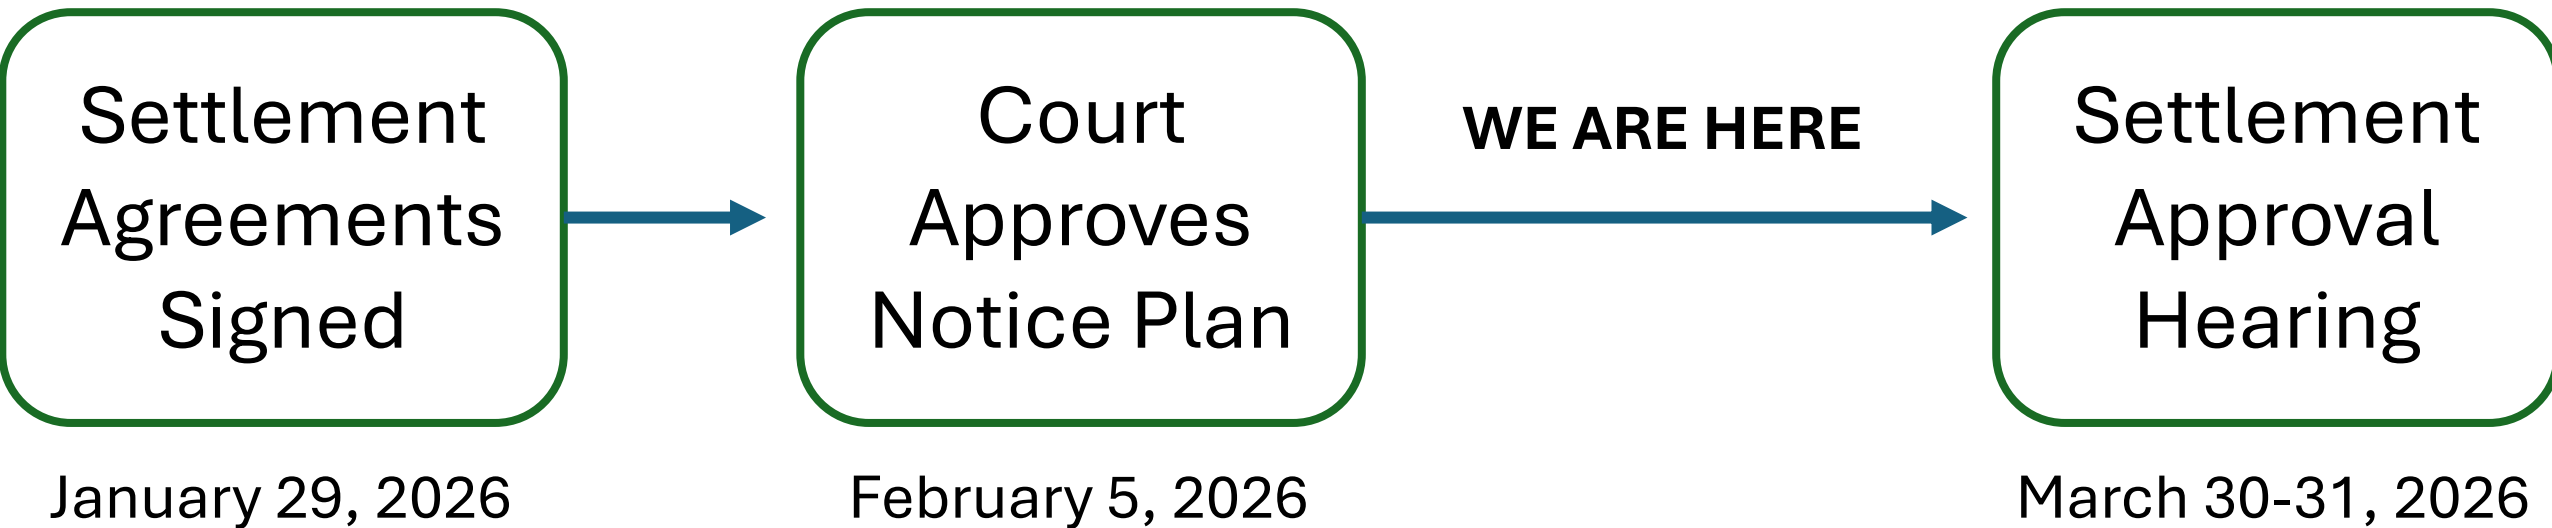 Settlement
Agreements
Signed
January 29, 2026
Court
Approves
Notice Plan
February 5, 2026
WE ARE HERE
Settlement
Approval
Hearing
March 30-31, 2026